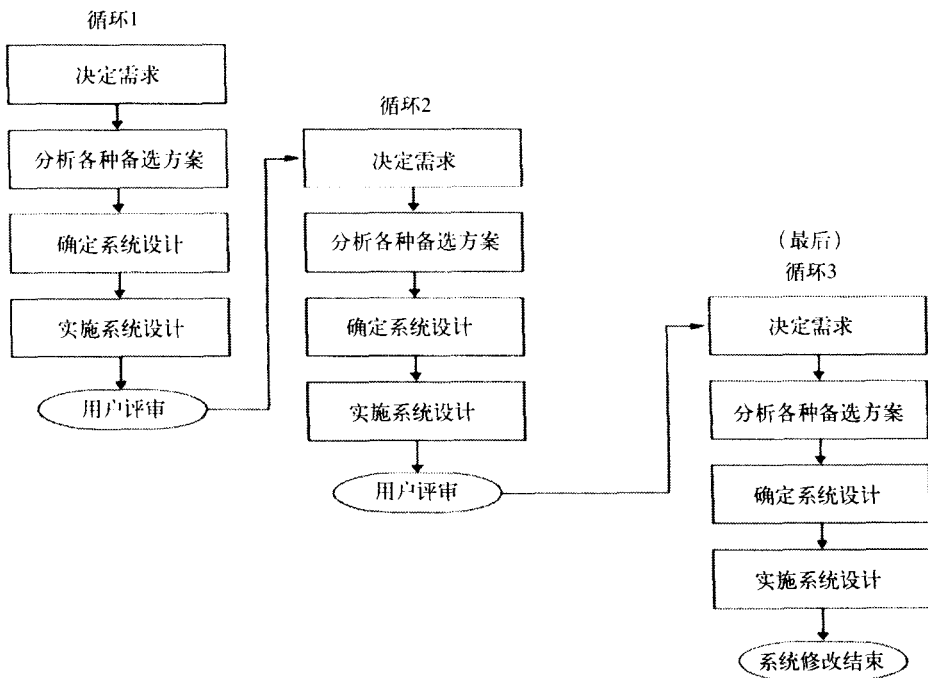 循环1
决定需求
分析各种备选方案
确定系统设计
实施系统设计
用户评审
循环2
决定需求
分析各种备选方案
确定系统设计
实施系统设计
用户评审
(最后)
循环3
决定需求
分析各种备选方案
确定系统设计
实施系统设计
系统修改结束